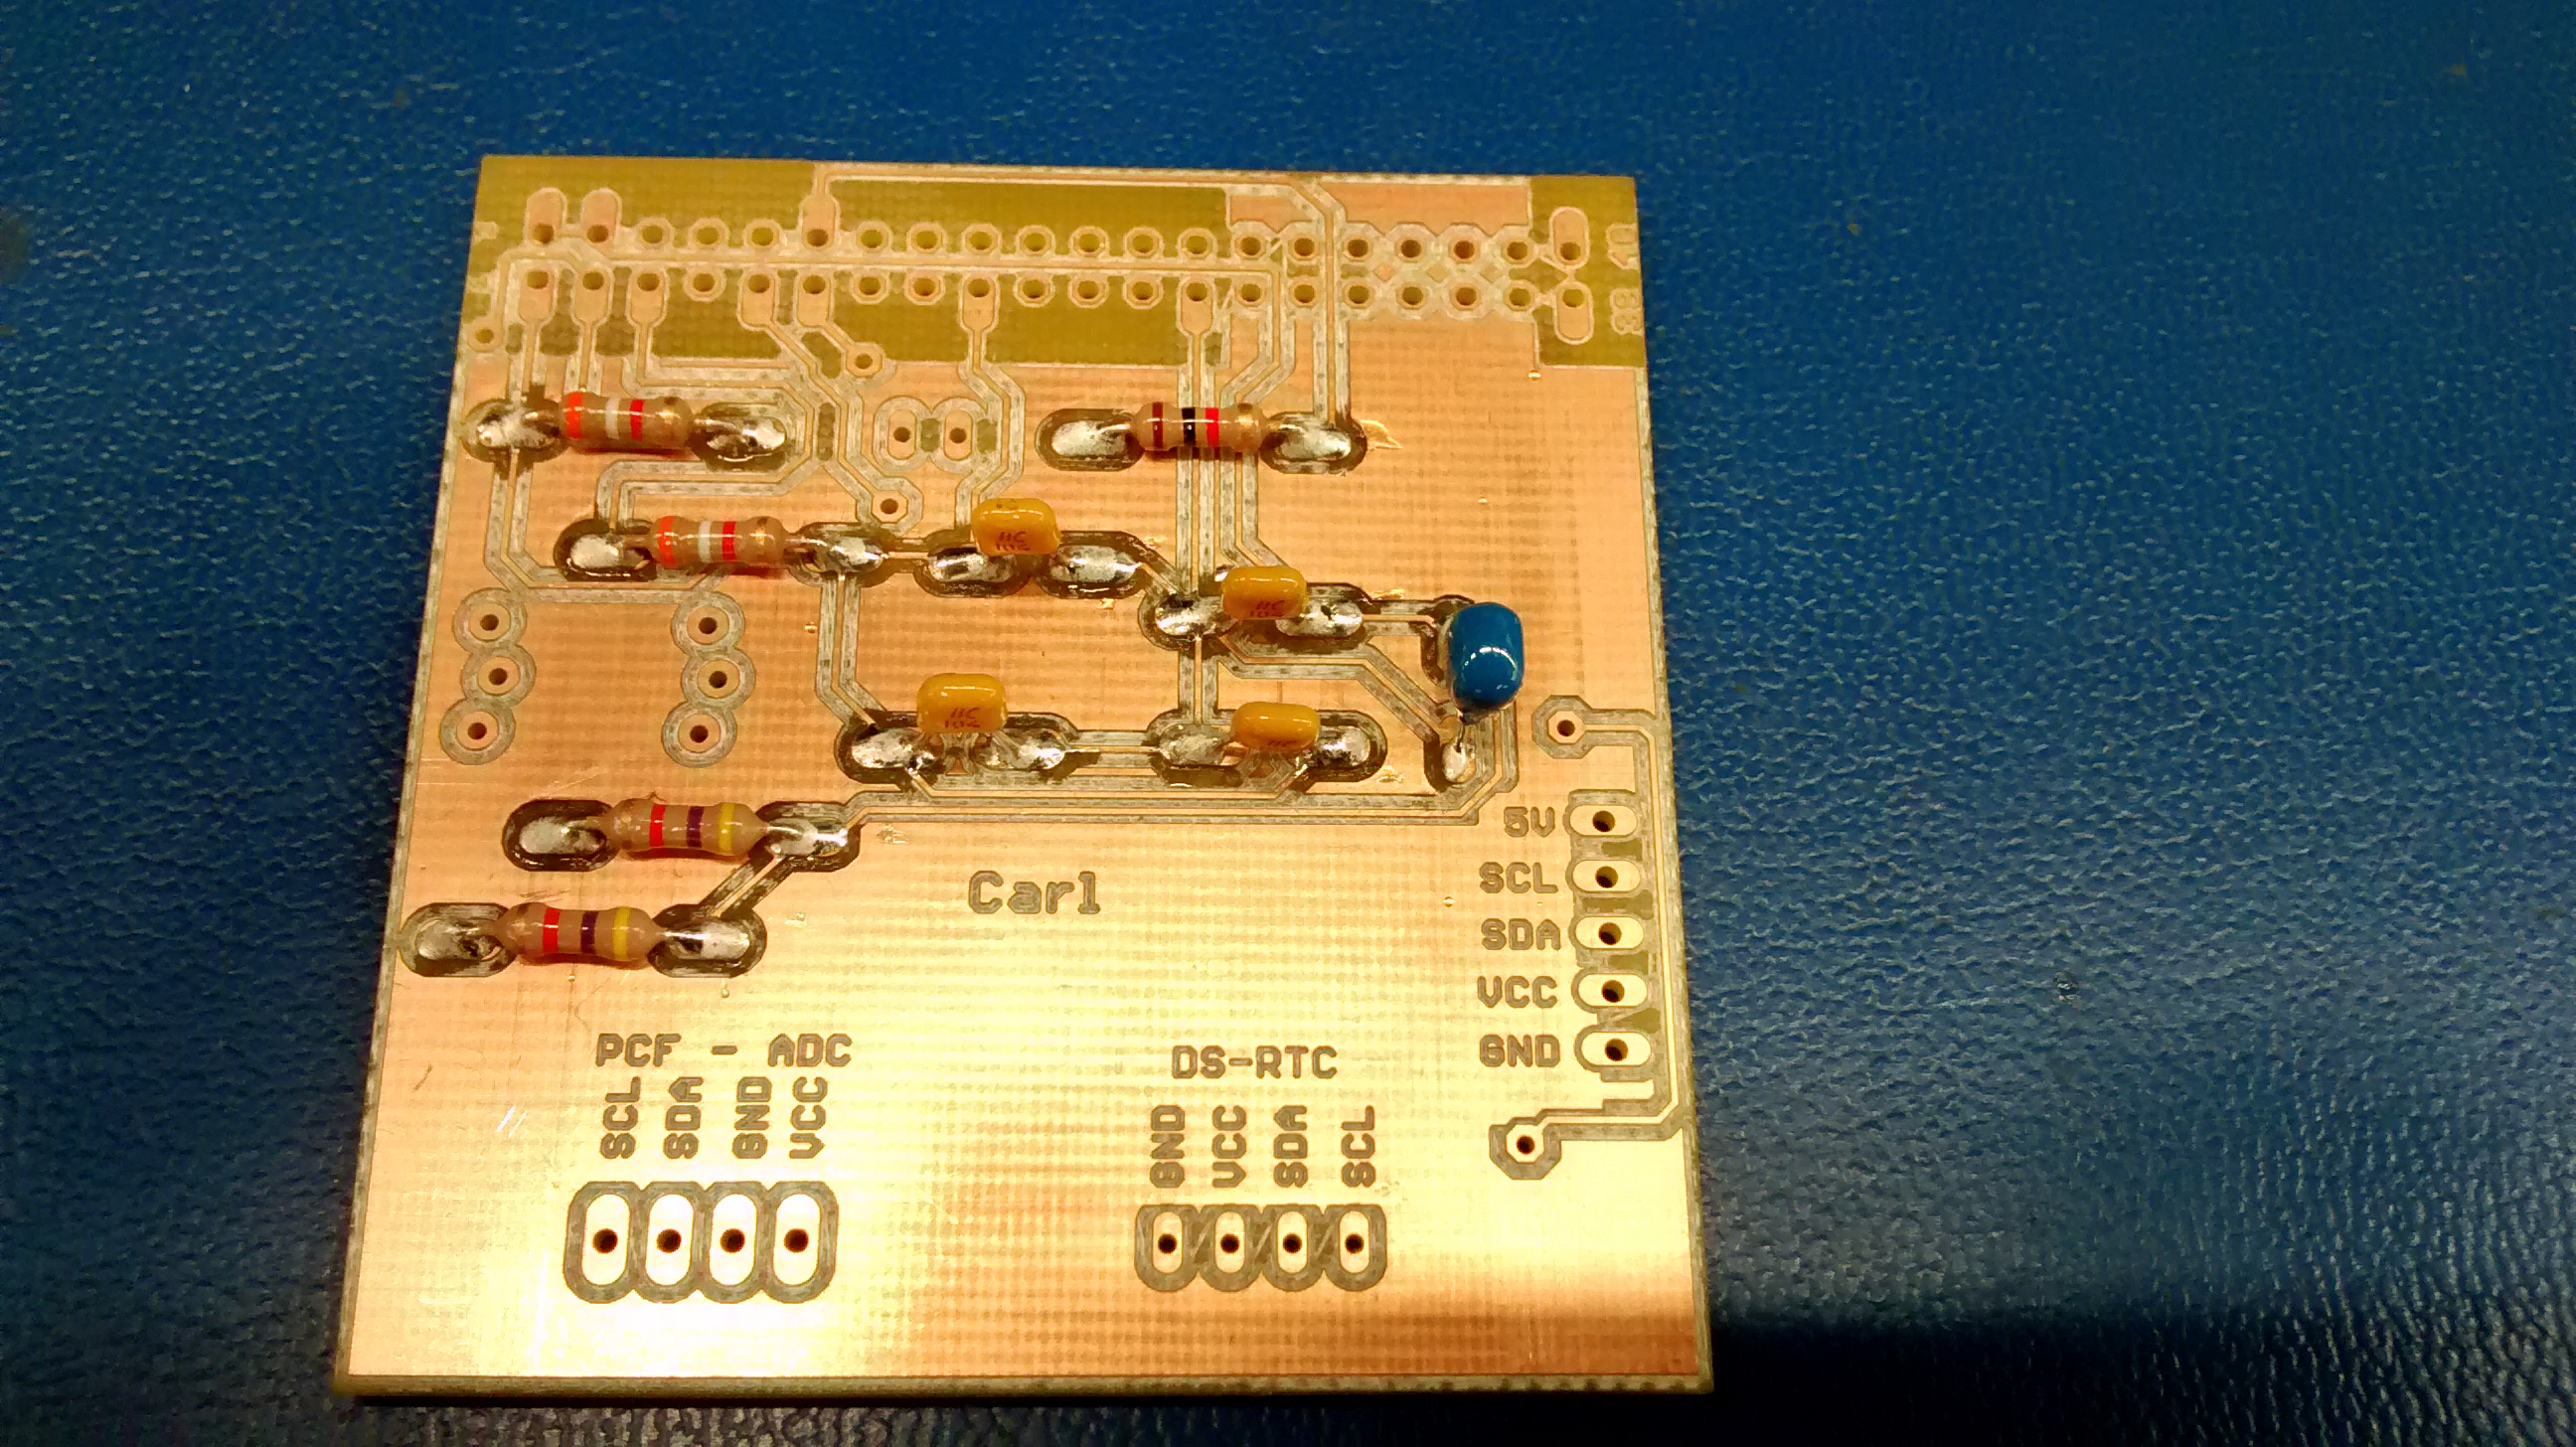 Carl
5V
SCL
SDA
VCC
GND
PCF - ADC
SCL
SDA
GND
VCC
DS-RTC
GND
VCC
SDA
SCL